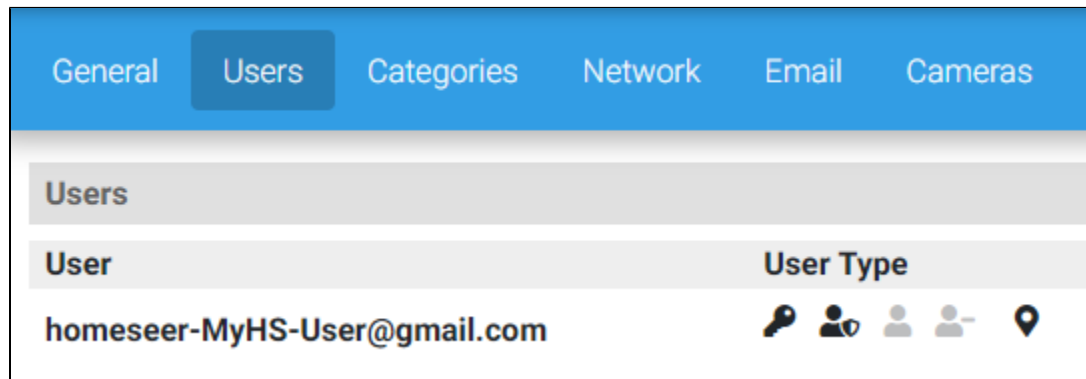 General Users Categories Network Email Cameras
Users
User User Type
homeseer-MyHS-User@gmail.com